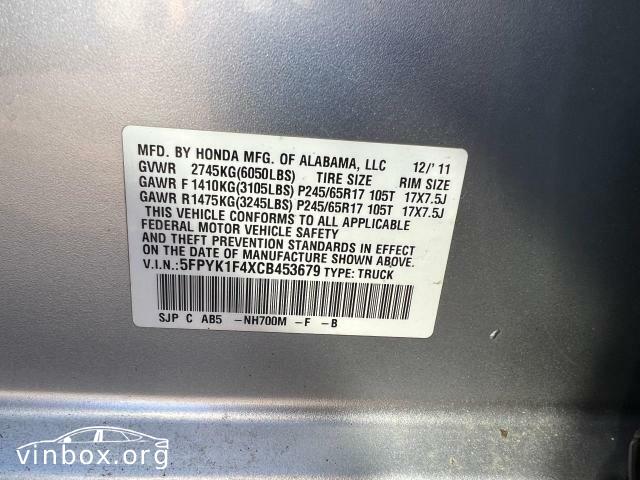 MFD. BY HONDA MFG. OF ALABAMA, LLC 12/'11
GVWR 2745KG(6050LBS) TIRE SIZE RIM SIZE
GAWR F 1410KG(3105LBS) P245/65R17 105T 17X7.5J
GAWR R1475KG(3245LBS) P245/65R17 105T 17X7.5J
THIS VEHICLE CONFORMS TO ALL APPLICABLE
FEDERAL MOTOR VEHICLE SAFETY
AND THEFT PREVENTION STANDARDS IN EFFECT
ON THE DATE OF MANUFACTURE SHOWN ABOVE.
V.I.N.:5FPYK1F4XCB453679 TYPE: TRUCK
SJP C AB5 -NH700M -F -B
vinbox.org